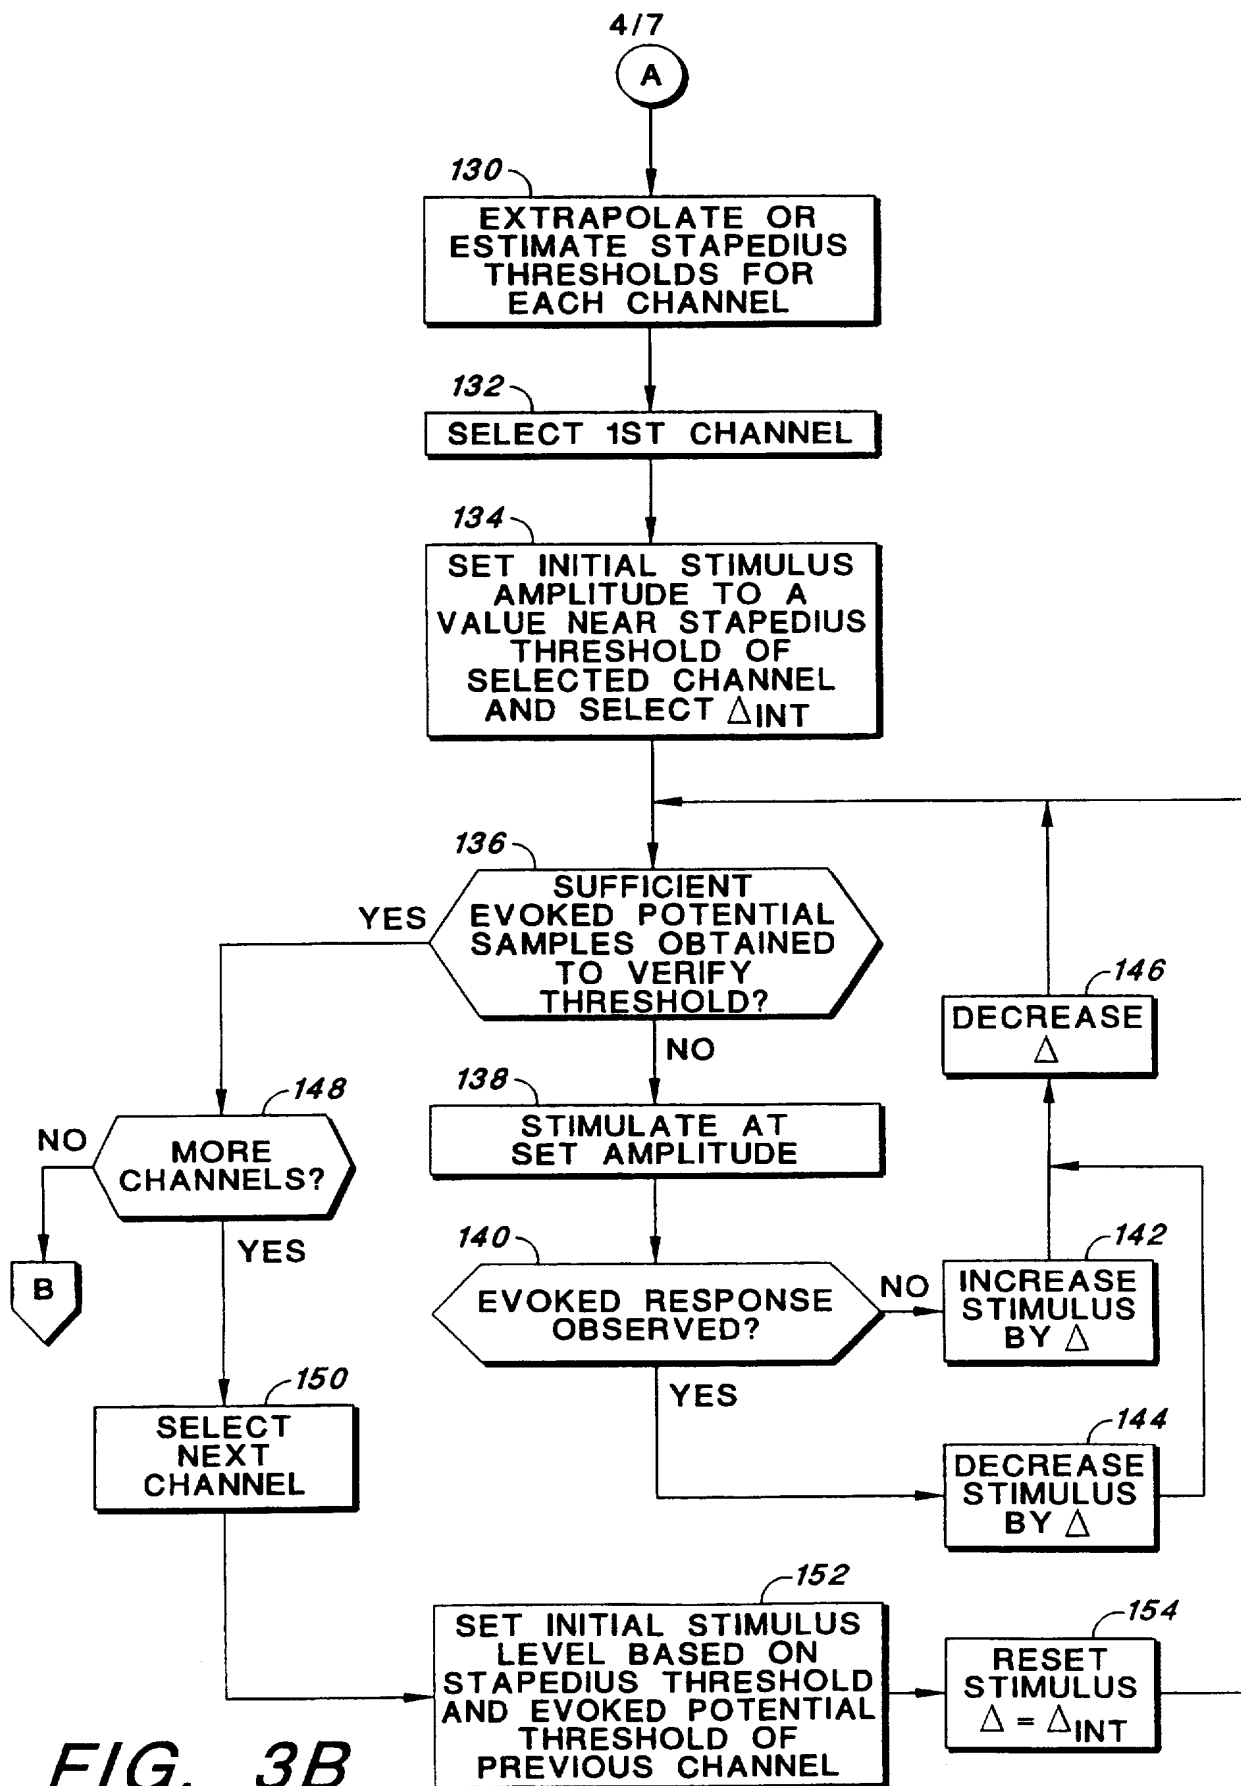 4/7
A
130
EXTRAPOLATE OR
ESTIMATE STAPEDIUS
THRESHOLDS FOR
EACH CHANNEL
132
SELECT 1ST CHANNEL
134
SET INITIAL STIMULUS
AMPLITUDE TO A
VALUE NEAR STAPEDIUS
THRESHOLD OF
SELECTED CHANNEL
AND SELECT ΔINT
136
SUFFICIENT
EVOKED POTENTIAL
SAMPLES OBTAINED
TO VERIFY
THRESHOLD?
YES
NO
146
DECREASE
Δ
138
STIMULATE AT
SET AMPLITUDE
148
MORE
CHANNELS?
NO
YES
B
140
EVOKED RESPONSE
OBSERVED?
NO
YES
142
INCREASE
STIMULUS
BY Δ
144
DECREASE
STIMULUS
BY Δ
150
SELECT
NEXT
CHANNEL
152
SET INITIAL STIMULUS
LEVEL BASED ON
STAPEDIUS THRESHOLD
AND EVOKED POTENTIAL
THRESHOLD OF
PREVIOUS CHANNEL
154
RESET
STIMULUS
Δ = ΔINT
FIG. 3B